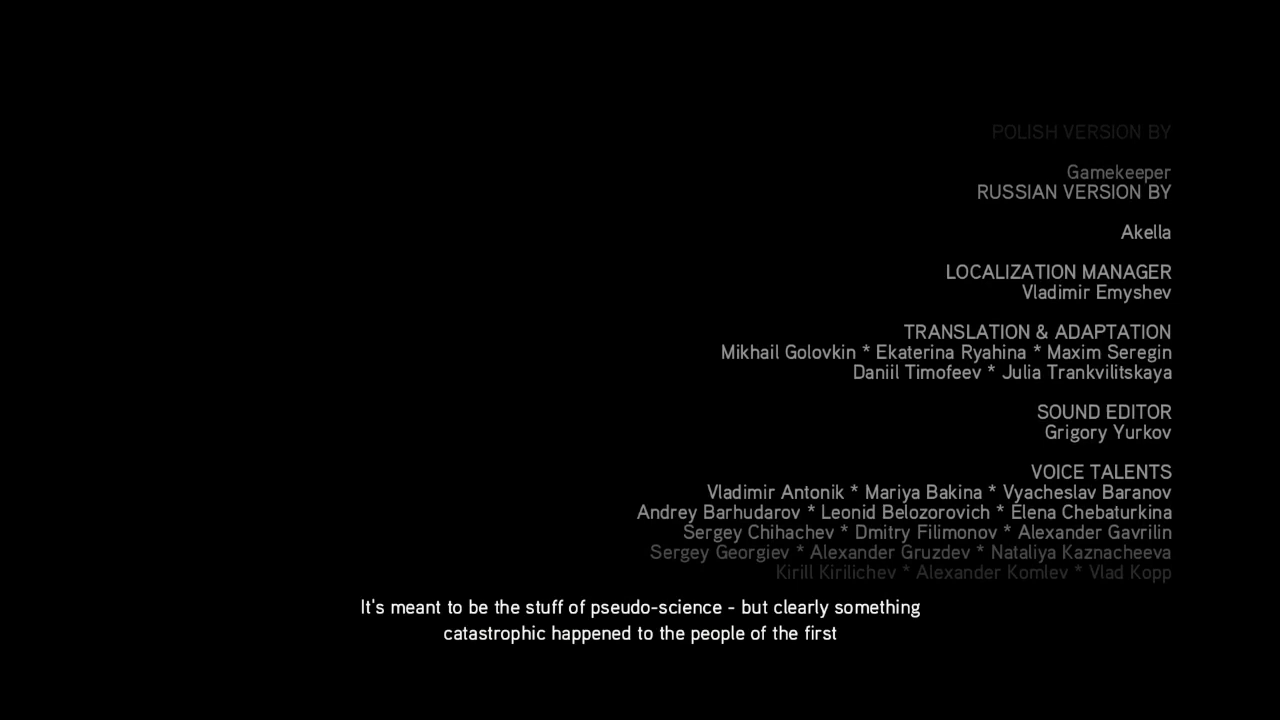 POLISH VERSION BY
Gamekeeper
RUSSIAN VERSION BY
Akella
LOCALIZATION MANAGER
Vladimir Emyshev
TRANSLATION & ADAPTATION
Mikhail Golovkin * Ekaterina Ryahina * Maxim Seregin
Daniil Timofeev * Julia Trankvilitskaya
SOUND EDITOR
Grigory Yurkov
VOICE TALENTS
Vladimir Antonik * Mariya Bakina * Vyacheslav Baranov
Andrey Barhudarov * Leonid Belozorovich * Elena Chebaturkina
Sergey Chihachev * Dmitry Filimonov * Alexander Gavrilin
Sergey Georgiev * Alexander Gruzdev * Nataliya Kaznacheeva
Kirill Kirilichev * Alexander Komlev * Vlad Kopp
It's meant to be the stuff of pseudo-science - but clearly something
catastrophic happened to the people of the first